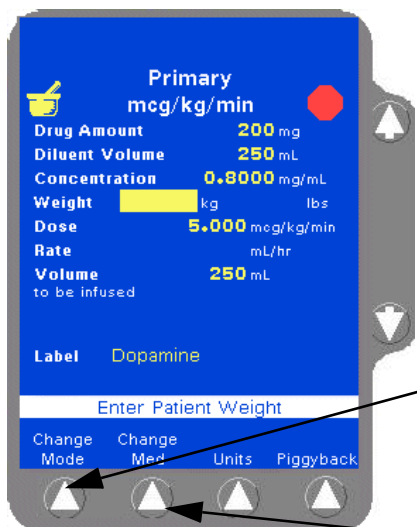 Primary
mcg/kg/min
Drug Amount 200 mg
Diluent Volume 250 mL
Concentration 0.8000 mg/mL
Weight kg lbs
Dose 5.000 mcg/kg/min
Rate mL/hr
Volume 250 mL
to be infused
Label Dopamine
Enter Patient Weight
Change Change
Mode Med Units Piggyback